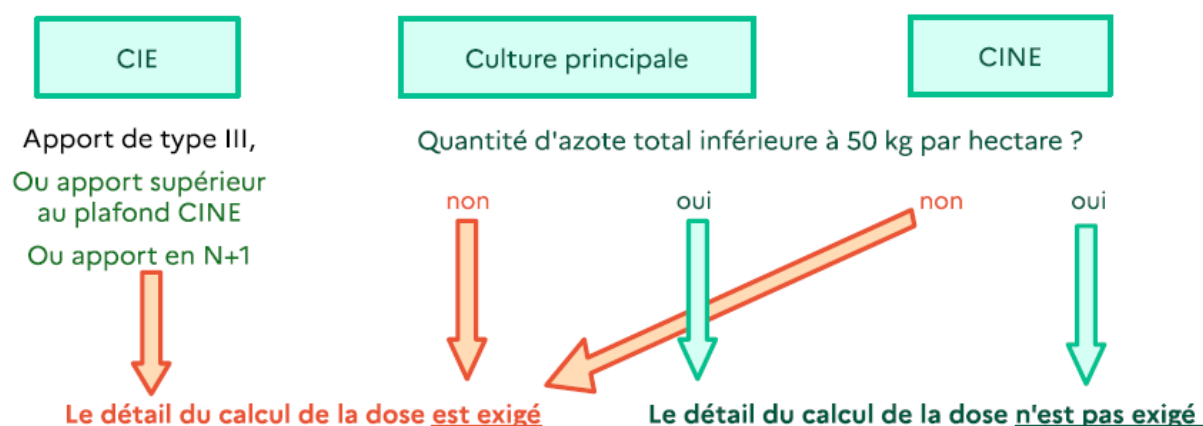 CIE
Culture principale
CINE
Apport de type III,
Ou apport supérieur
au plafond CINE
Ou apport en N+1
Quantité d'azote total inférieure à 50 kg par hectare ?
non
oui
non
oui
Le détail du calcul de la dose est exigé
Le détail du calcul de la dose n'est pas exigé